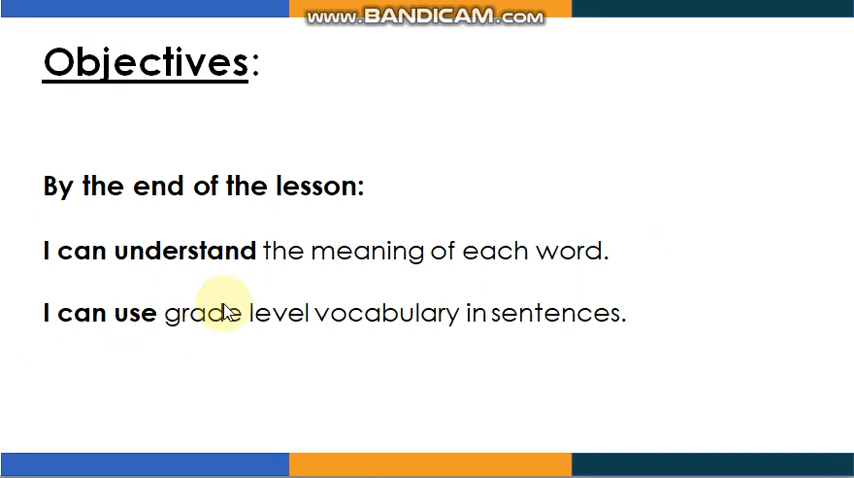 www.BANDICAM.com
Objectives:
By the end of the lesson:
I can understand the meaning of each word.
I can use grade level vocabulary in sentences.